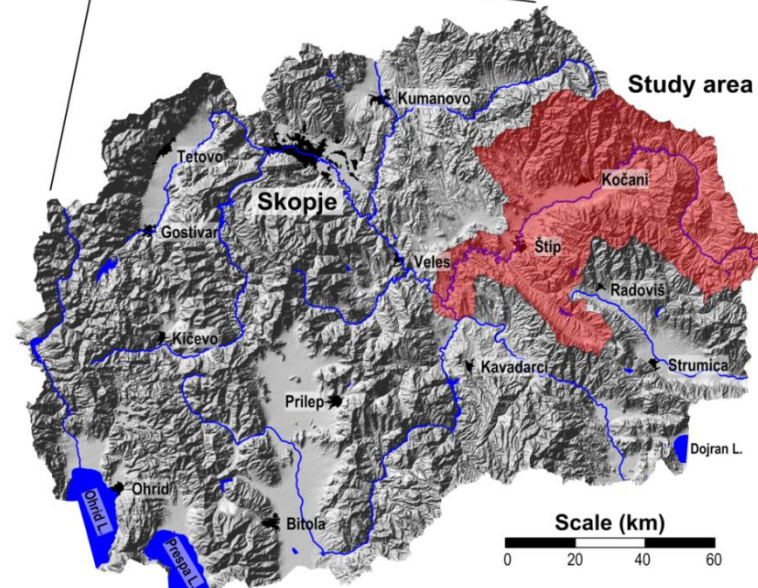 Kumanovo
Study area
Tetovo
Kočani
Skopje
Gostivar
Štip
Veles
Radoviš
Kičevo
Kavadarci
Strumica
Prilep
Dojran L.
Ohrid
Ohrid L.
Bitola
Prespa L.
Scale (km)
0 20 40 60